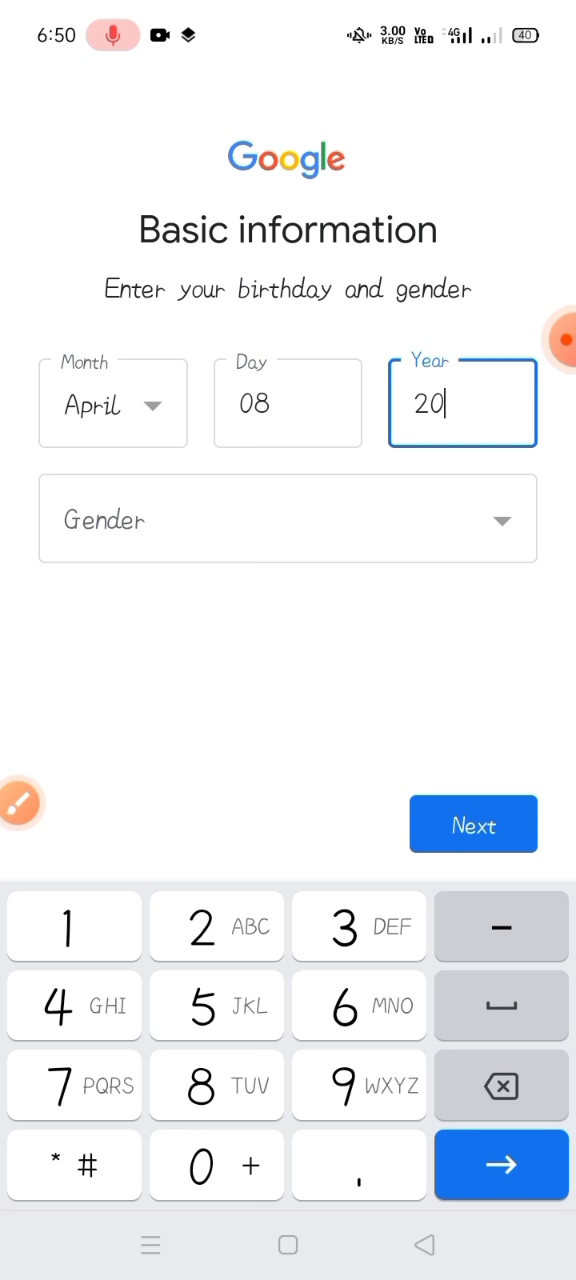 6:50 3.00 KB/S Vo LTED 4G 40
Google
Basic information
Enter your birthday and gender
Month Day Year
April 08 20
Gender
Next
1 2 ABC 3 DEF -
4 GHI 5 JKL 6 MNO
7 PQRS 8 TUV 9 WXYZ
* # 0 + .